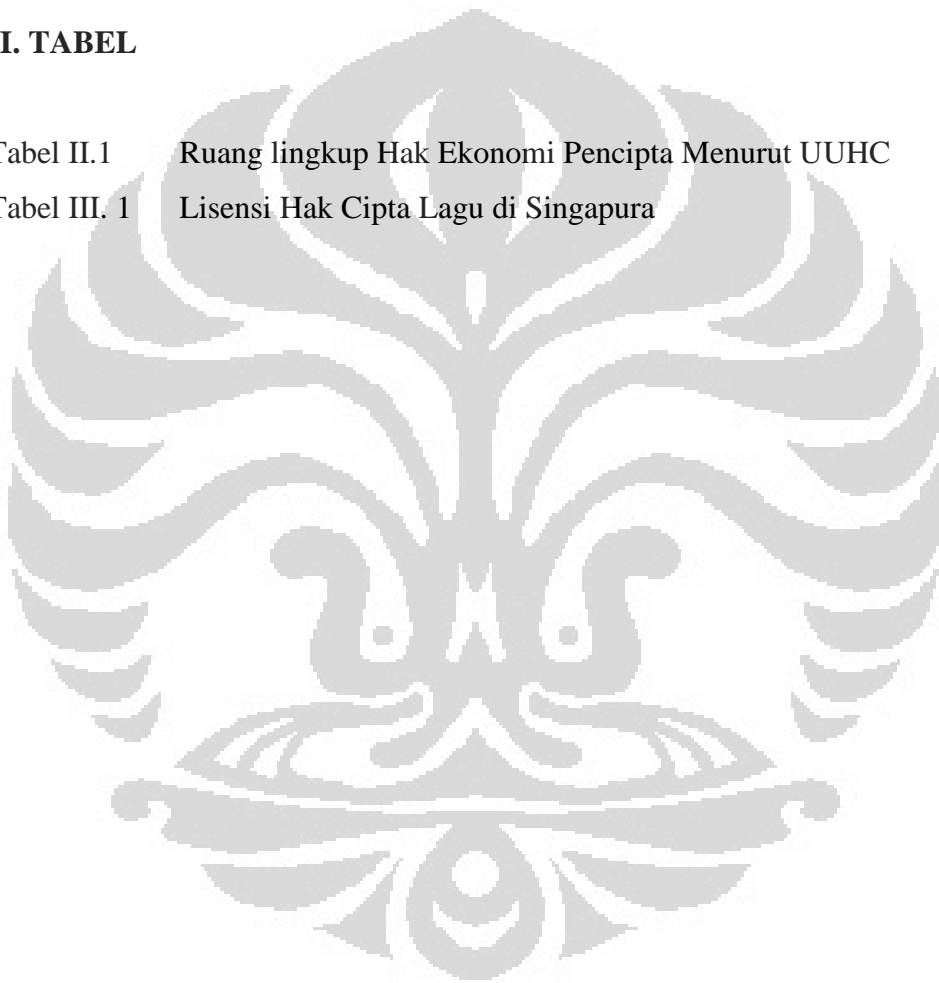 I. TABEL
Tabel II.1 Ruang lingkup Hak Ekonomi Pencipta Menurut UUHC
Tabel III. 1 Lisensi Hak Cipta Lagu di Singapura